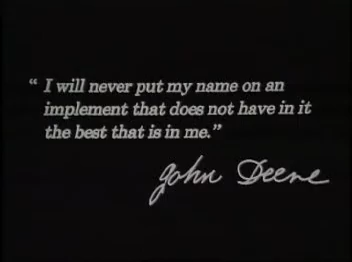 “ I will never put my name on an
implement that does not have in it
the best that is in me.”
John Deere